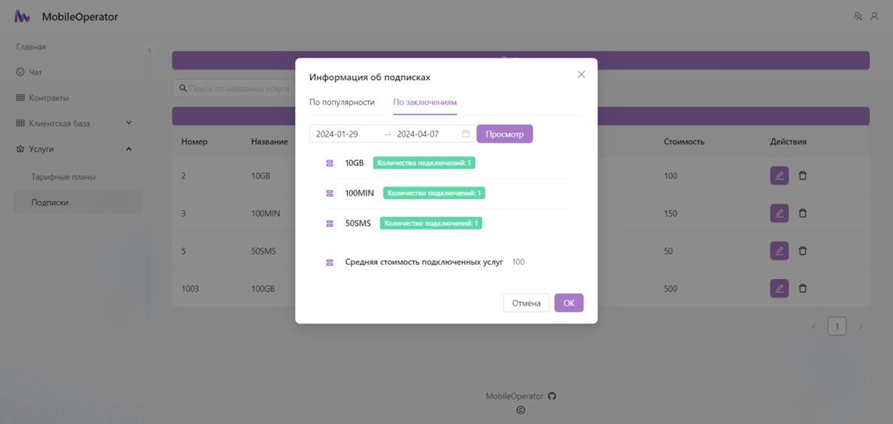 MobileOperator
Главная
Чат
Контракты
Клиентская база
Услуги
Тарифные планы
Подписки
Поиск по названию услуги
Номер Название Стоимость Действия
2 10GB 100
3 100MIN 150
5 50SMS 50
1003 100GB 500
1
Информация об подписках
По популярности По заключениям
2024-01-29 → 2024-04-07 Просмотр
10GB Количество подключений: 1
100MIN Количество подключений: 1
50SMS Количество подключений: 1
Средняя стоимость подключенных услуг 100
Отмена OK
MobileOperator
©